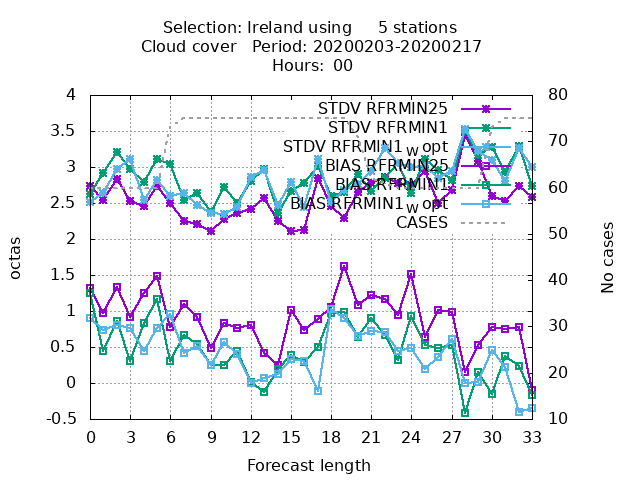 Selection: Ireland using 5 stations
Cloud cover Period: 20200203-20200217
Hours: 00
STDV RFRMIN25
STDV RFRMIN1
STDV RFRMIN1_W opt
BIAS RFRMIN25
BIAS RFRMIN1
BIAS RFRMIN1_W opt
CASES
octas
4
3.5
3
2.5
2
1.5
1
0.5
0
-0.5
80
70
60
50
40
30
20
10
No cases
0 3 6 9 12 15 18 21 24 27 30 33
Forecast length